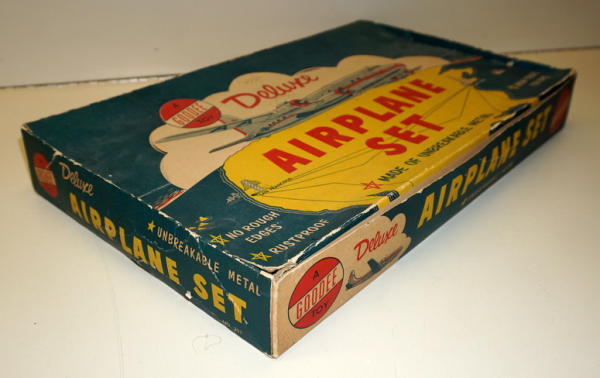 A
GOODEE
TOY
Deluxe
AIRPLANE
SET
★ MADE OF UNBREAKABLE METAL
★ NO ROUGH
EDGES
★ RUSTPROOF
Deluxe
AIRPLANE SET
★ UNBREAKABLE METAL
A
GOODEE
TOY
Deluxe
AIRPLANE SET